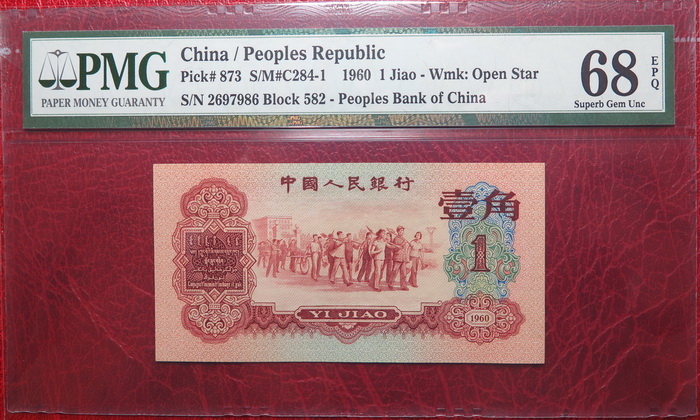 PMG
PAPER MONEY GUARANTY
China / Peoples Republic
Pick# 873 S/M#C284-1 1960 1 Jiao - Wmk: Open Star
S/N 2697986 Block 582 - Peoples Bank of China
68
EPQ
Superb Gem Unc
中國人民銀行
壹角
1
YI JIAO
1960